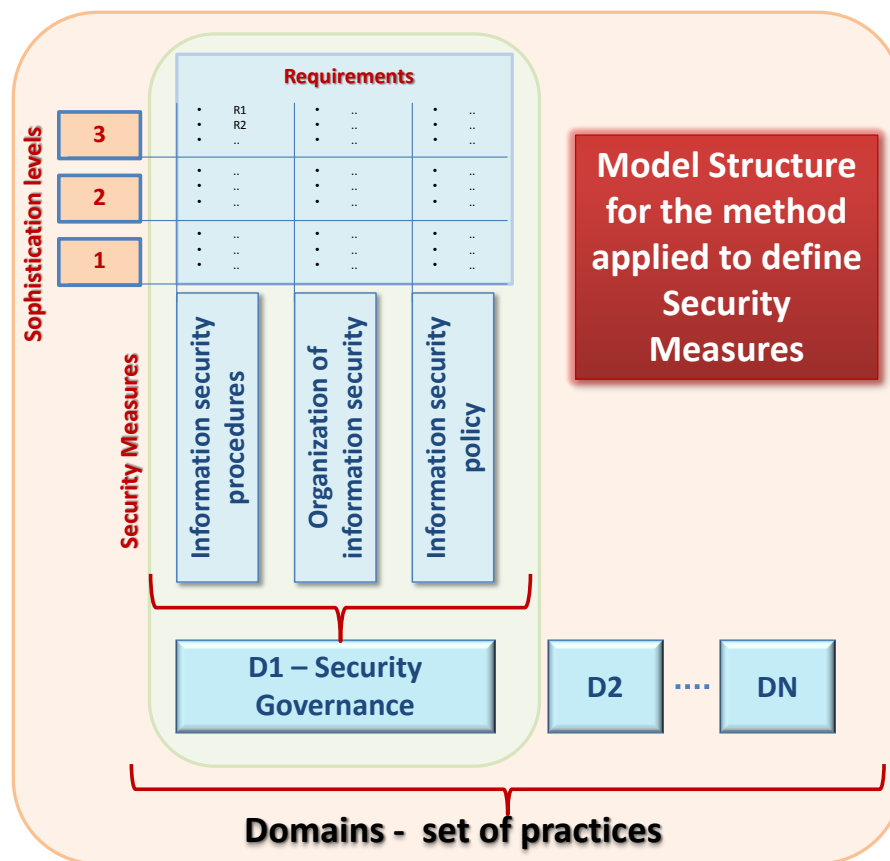 Requirements
Sophistication levels
3
• R1
• R2
• ..
• ..
• ..
• ..
• ..
• ..
• ..
2
• ..
• ..
• ..
• ..
• ..
• ..
• ..
• ..
• ..
1
• ..
• ..
• ..
• ..
• ..
• ..
• ..
• ..
• ..
Model Structure
for the method
applied to define
Security
Measures
Security Measures
Information security
procedures
Organization of
information security
Information security
policy
D1 – Security
Governance
D2
....
DN
Domains - set of practices